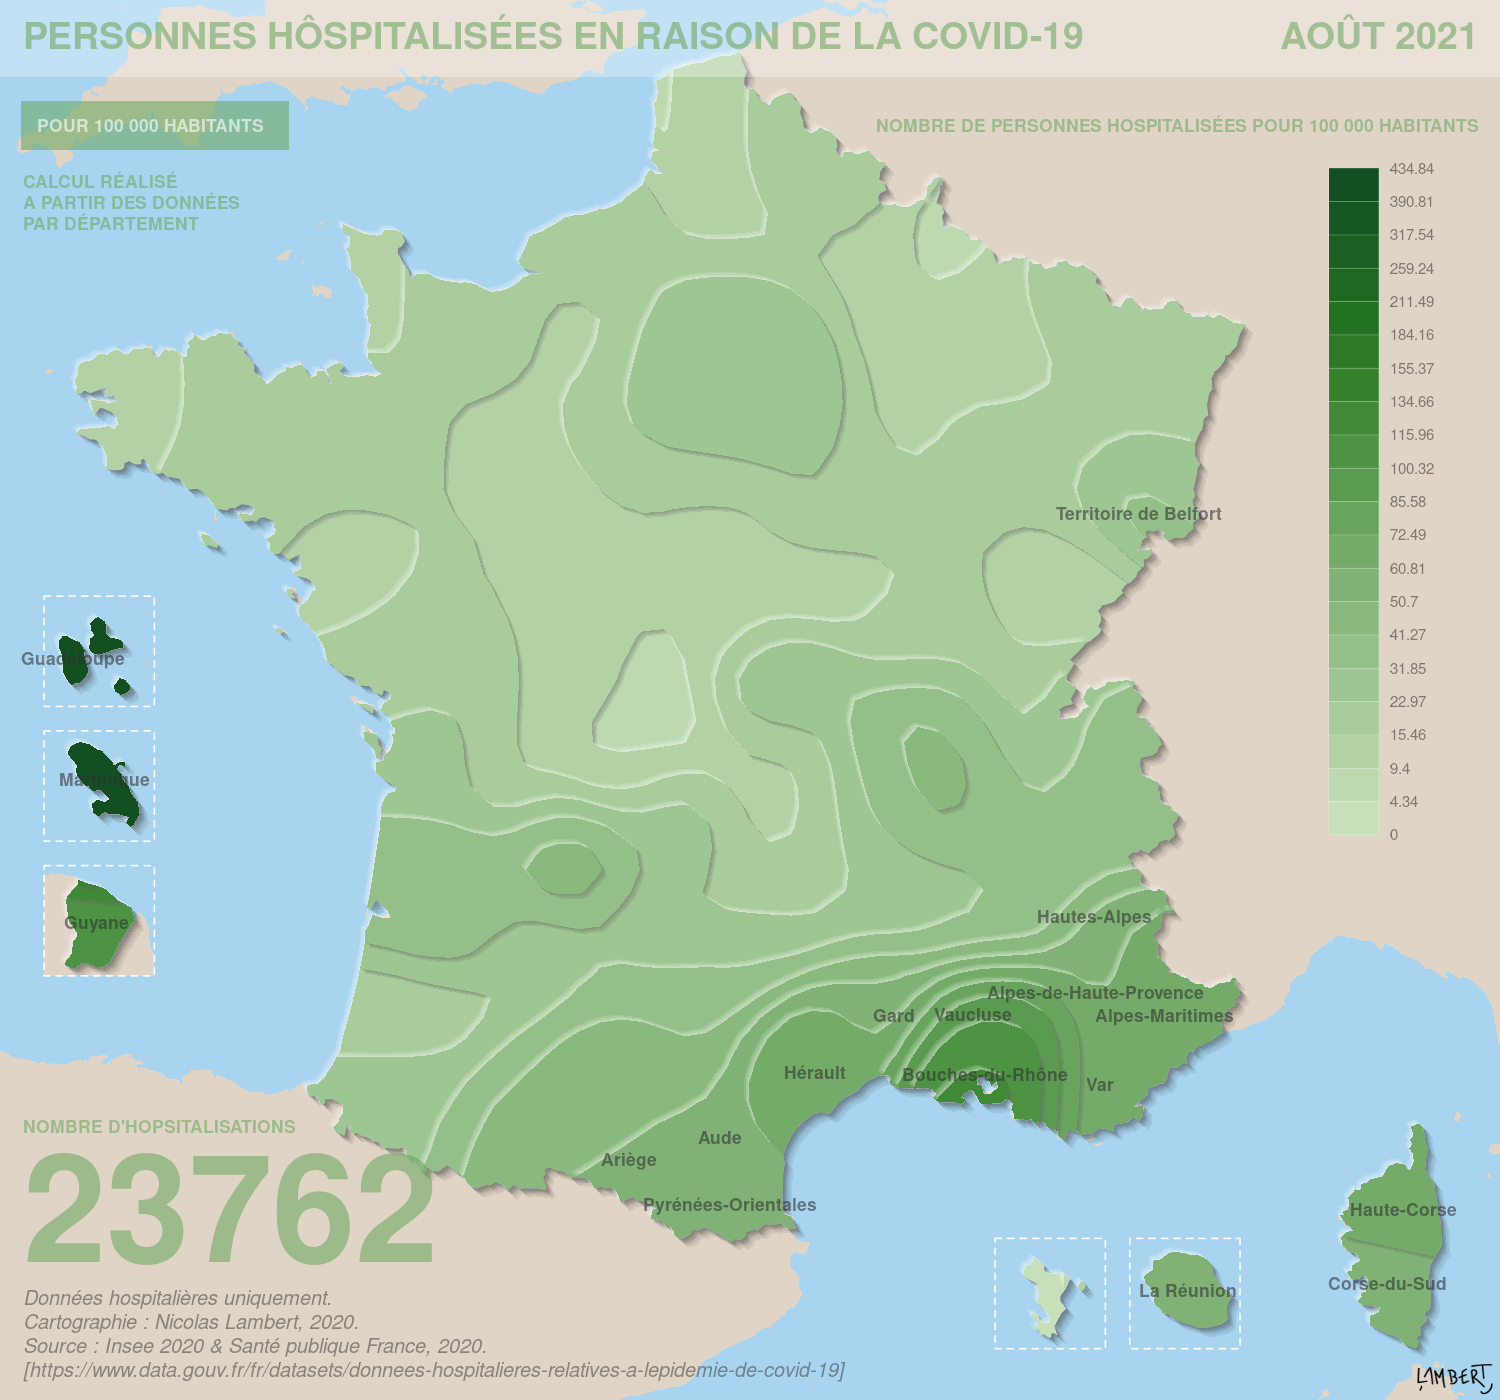 PERSONNES HÔSPITALISÉES EN RAISON DE LA COVID-19
AOÛT 2021
POUR 100 000 HABITANTS
CALCUL RÉALISÉ
A PARTIR DES DONNÉES
PAR DÉPARTEMENT
NOMBRE DE PERSONNES HOSPITALISÉES POUR 100 000 HABITANTS
434.84
390.81
317.54
259.24
211.49
184.16
155.37
134.66
115.96
100.32
85.58
72.49
60.81
50.7
41.27
31.85
22.97
15.46
9.4
4.34
0
Territoire de Belfort
Guadeloupe
Martinique
Guyane
Hautes-Alpes
Alpes-de-Haute-Provence
Gard
Vaucluse
Alpes-Maritimes
Hérault
Bouches-du-Rhône
Var
Aude
Ariège
Pyrénées-Orientales
Haute-Corse
Corse-du-Sud
La Réunion
NOMBRE D'HOPSITALISATIONS
23762
Données hospitalières uniquement.
Cartographie : Nicolas Lambert, 2020.
Source : Insee 2020 & Santé publique France, 2020.
[https://www.data.gouv.fr/fr/datasets/donnees-hospitalieres-relatives-a-lepidemie-de-covid-19]
LAMBERT